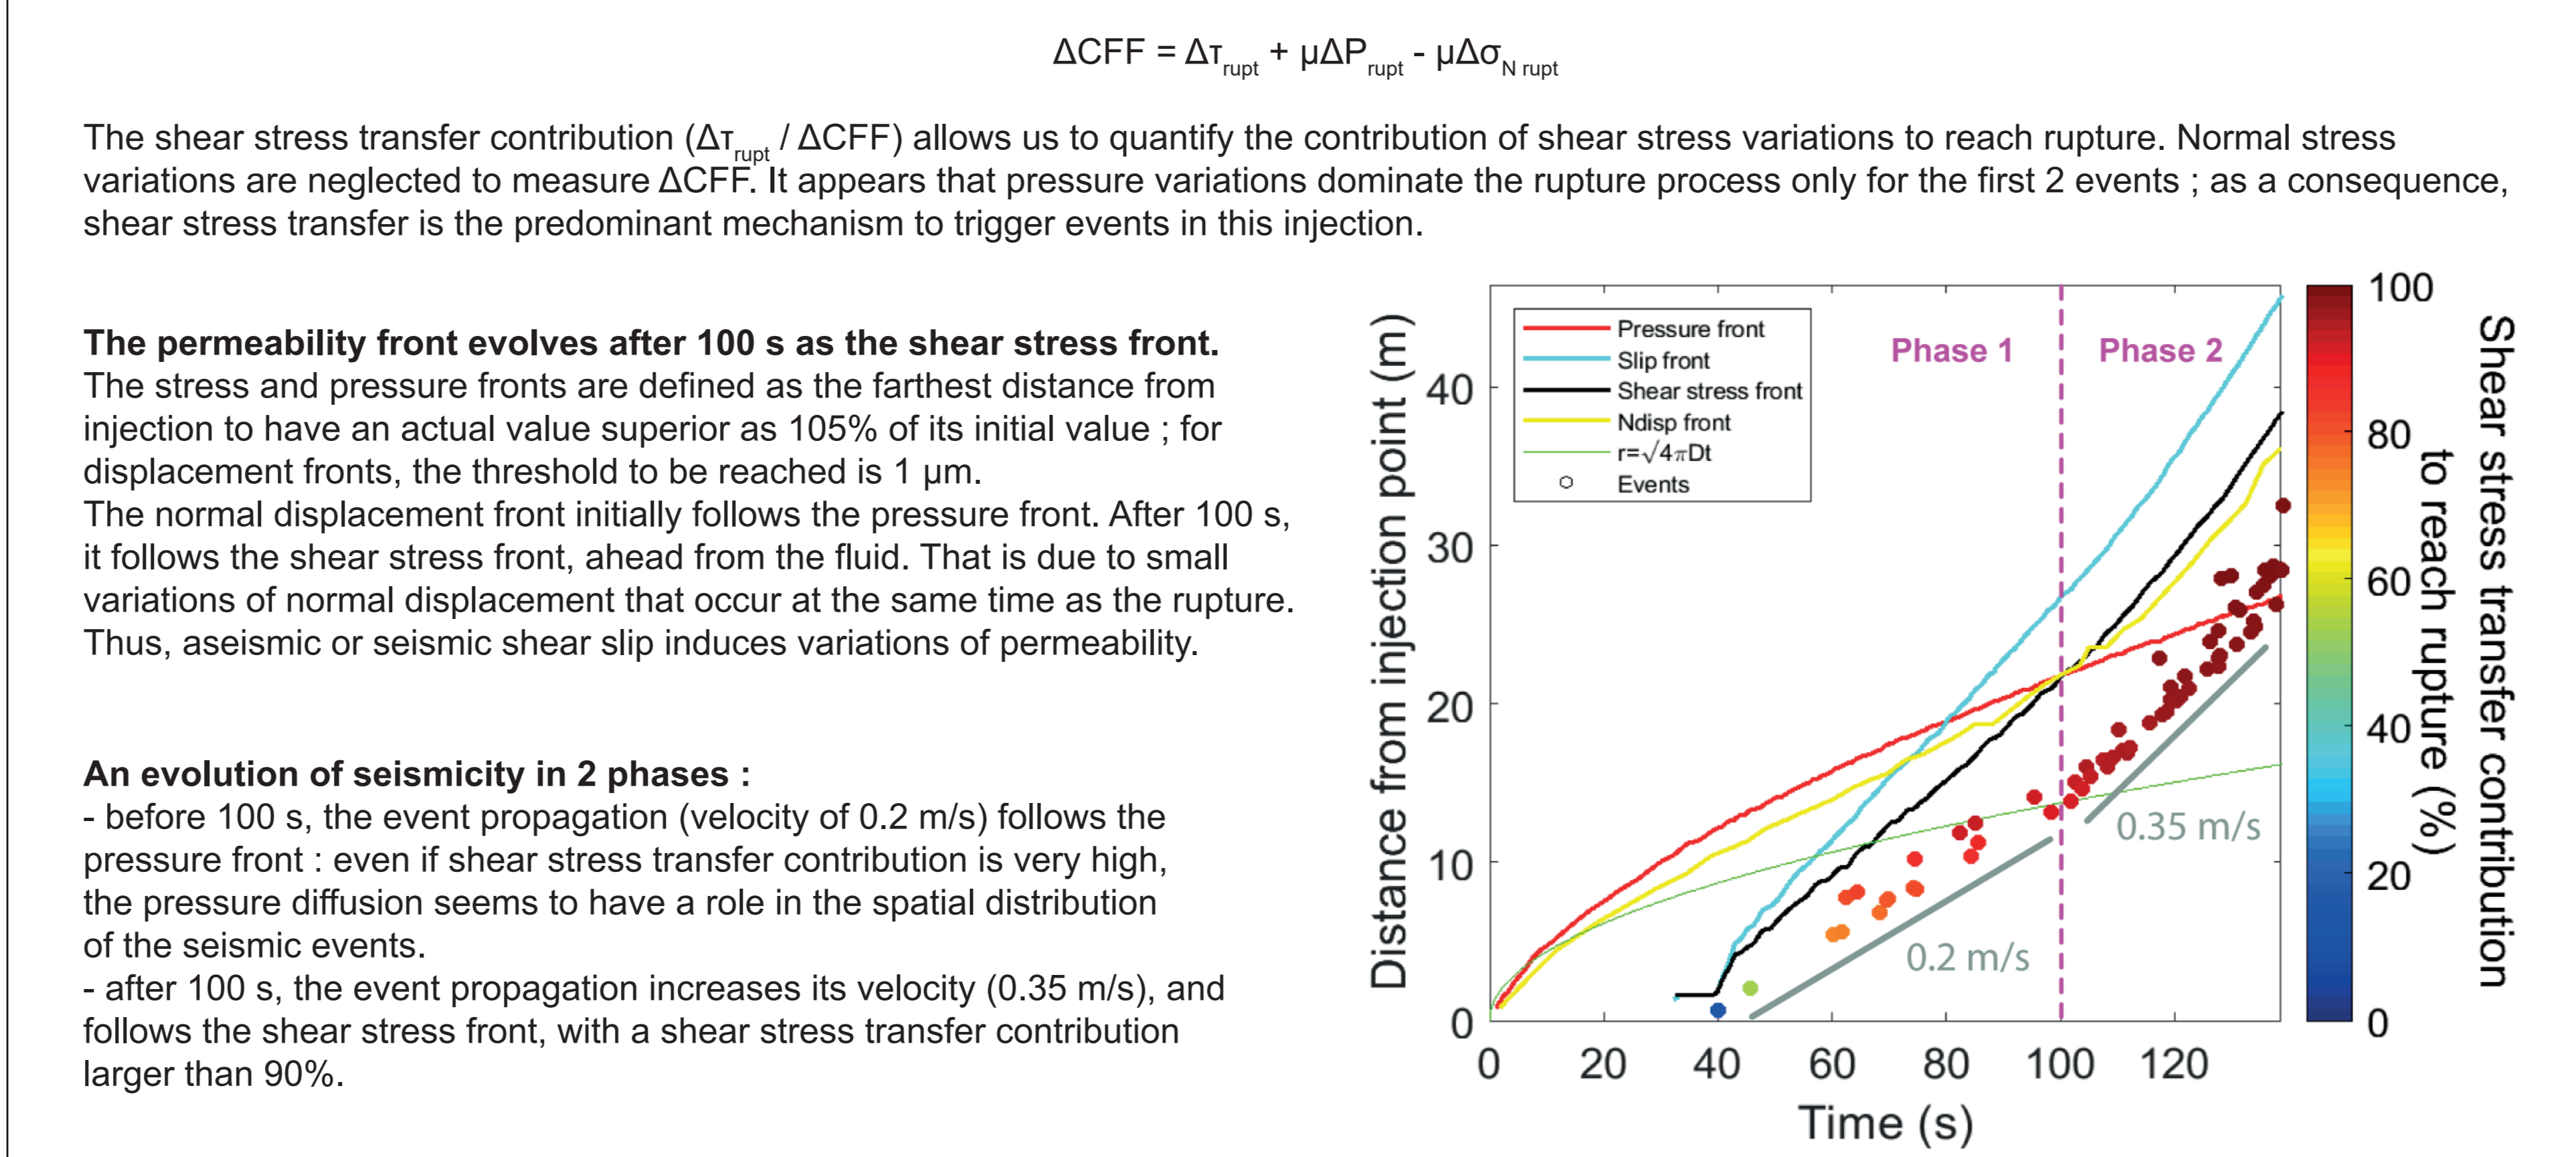 ΔCFF = Δτrupt + μΔPrupt - μΔσN rupt
The shear stress transfer contribution (Δτrupt / ΔCFF) allows us to quantify the contribution of shear stress variations to reach rupture. Normal stress
variations are neglected to measure ΔCFF. It appears that pressure variations dominate the rupture process only for the first 2 events ; as a consequence,
shear stress transfer is the predominant mechanism to trigger events in this injection.
The permeability front evolves after 100 s as the shear stress front.
The stress and pressure fronts are defined as the farthest distance from
injection to have an actual value superior as 105% of its initial value ; for
displacement fronts, the threshold to be reached is 1 μm.
The normal displacement front initially follows the pressure front. After 100 s,
it follows the shear stress front, ahead from the fluid. That is due to small
variations of normal displacement that occur at the same time as the rupture.
Thus, aseismic or seismic shear slip induces variations of permeability.
An evolution of seismicity in 2 phases :
- before 100 s, the event propagation (velocity of 0.2 m/s) follows the
pressure front : even if shear stress transfer contribution is very high,
the pressure diffusion seems to have a role in the spatial distribution
of the seismic events.
- after 100 s, the event propagation increases its velocity (0.35 m/s), and
follows the shear stress front, with a shear stress transfer contribution
larger than 90%.
Distance from injection point (m)
40
30
20
10
0
Pressure front
Slip front
Shear stress front
Ndisp front
r=√4πDt
Events
Phase 1
Phase 2
0.2 m/s
0.35 m/s
0
20
40
60
80
100
120
Time (s)
100
80
60
40
20
0
Shear stress transfer contribution
to reach rupture (%)